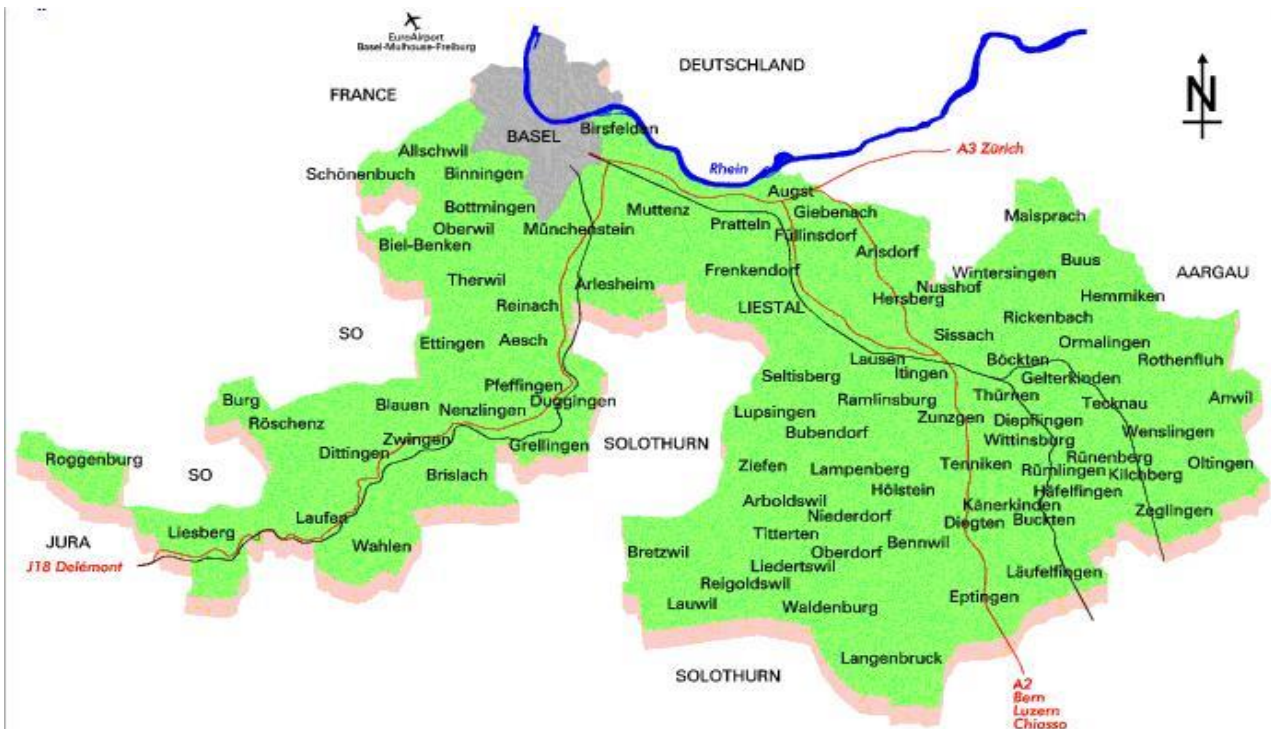 EuroAirport
Basel-Mulhouse-Freiburg
DEUTSCHLAND
FRANCE
N
BASEL
Birsfelden
Allschwil
A3 Zürich
Schönenbuch
Binningen
Rhein
Augst
Bottmingen
Muttenz
Giebenach
Maisprach
Oberwil
Münchenstein
Pratteln
Füllinsdorf
Biel-Benken
Arisdorf
Buus
Therwil
Arlesheim
Frenkendorf
Wintersingen
AARGAU
Nusshof
Reinach
LIESTAL
Hersberg
Hemmiken
Rickenbach
SO
Ettingen
Aesch
Sissach
Ormalingen
Lausen
Böckten
Rothenfluh
Itingen
Seltisberg
Gelterkinden
Pfeffingen
Thürnen
Burg
Blauen
Duggingen
Ramlinsburg
Tecknau
Anwil
Nenzlingen
Lupsingen
Zunzgen
Diepflingen
Röschenz
Bubendorf
Wenslingen
Zwingen
SOLOTHURN
Wittinsburg
Dittingen
Grellingen
Rünenberg
Roggenburg
Ziefen
Lampenberg
Tenniken
Oltingen
SO
Brislach
Rümlingen
Kilchberg
Hölstein
Häfelfingen
Arboldswil
Känerkinden
Zeglingen
Laufen
Niederdorf
Diegten
Buckten
Liesberg
Titterten
Bennwil
JURA
Wahlen
Bretzwil
Oberdorf
J18 Delémont
Liedertswil
Läufelfingen
Reigoldswil
Eptingen
Lauwil
Waldenburg
Langenbruck
SOLOTHURN
A2
Bern
Luzern
Chiasso